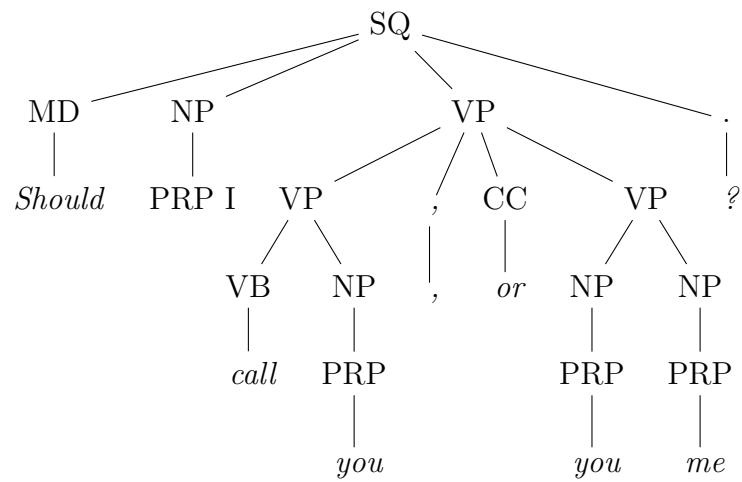 SQ
MD NP VP .
Should PRP I VP , CC VP ?
VB NP , or NP NP
call PRP PRP PRP
you you me